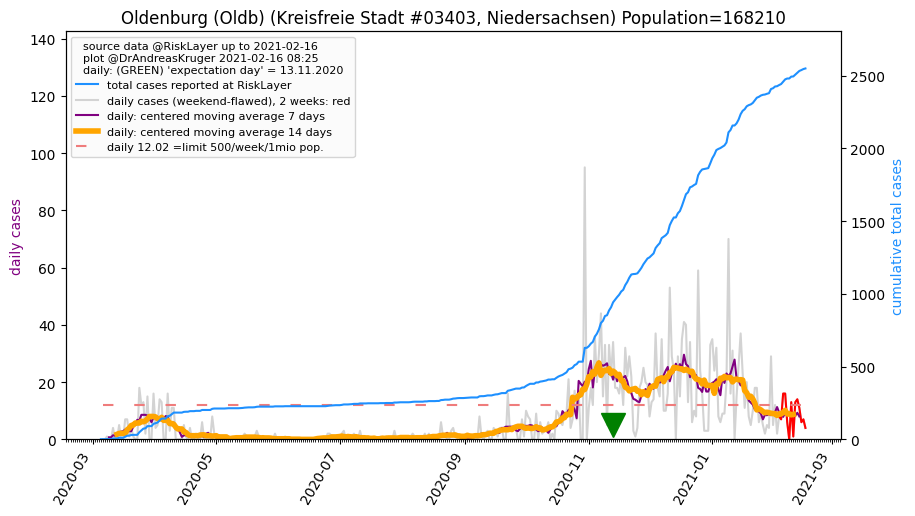 Oldenburg (Oldb) (Kreisfreie Stadt #03403, Niedersachsen) Population=168210
source data @RiskLayer up to 2021-02-16
plot @DrAndreasKruger 2021-02-16 08:25
daily: (GREEN) 'expectation day' = 13.11.2020
total cases reported at RiskLayer
daily cases (weekend-flawed), 2 weeks: red
daily: centered moving average 7 days
daily: centered moving average 14 days
daily 12.02 =limit 500/week/1mio pop.
daily cases
140
120
100
80
60
40
20
0
cumulative total cases
2500
2000
1500
1000
500
0
2020-03
2020-05
2020-07
2020-09
2020-11
2021-01
2021-03